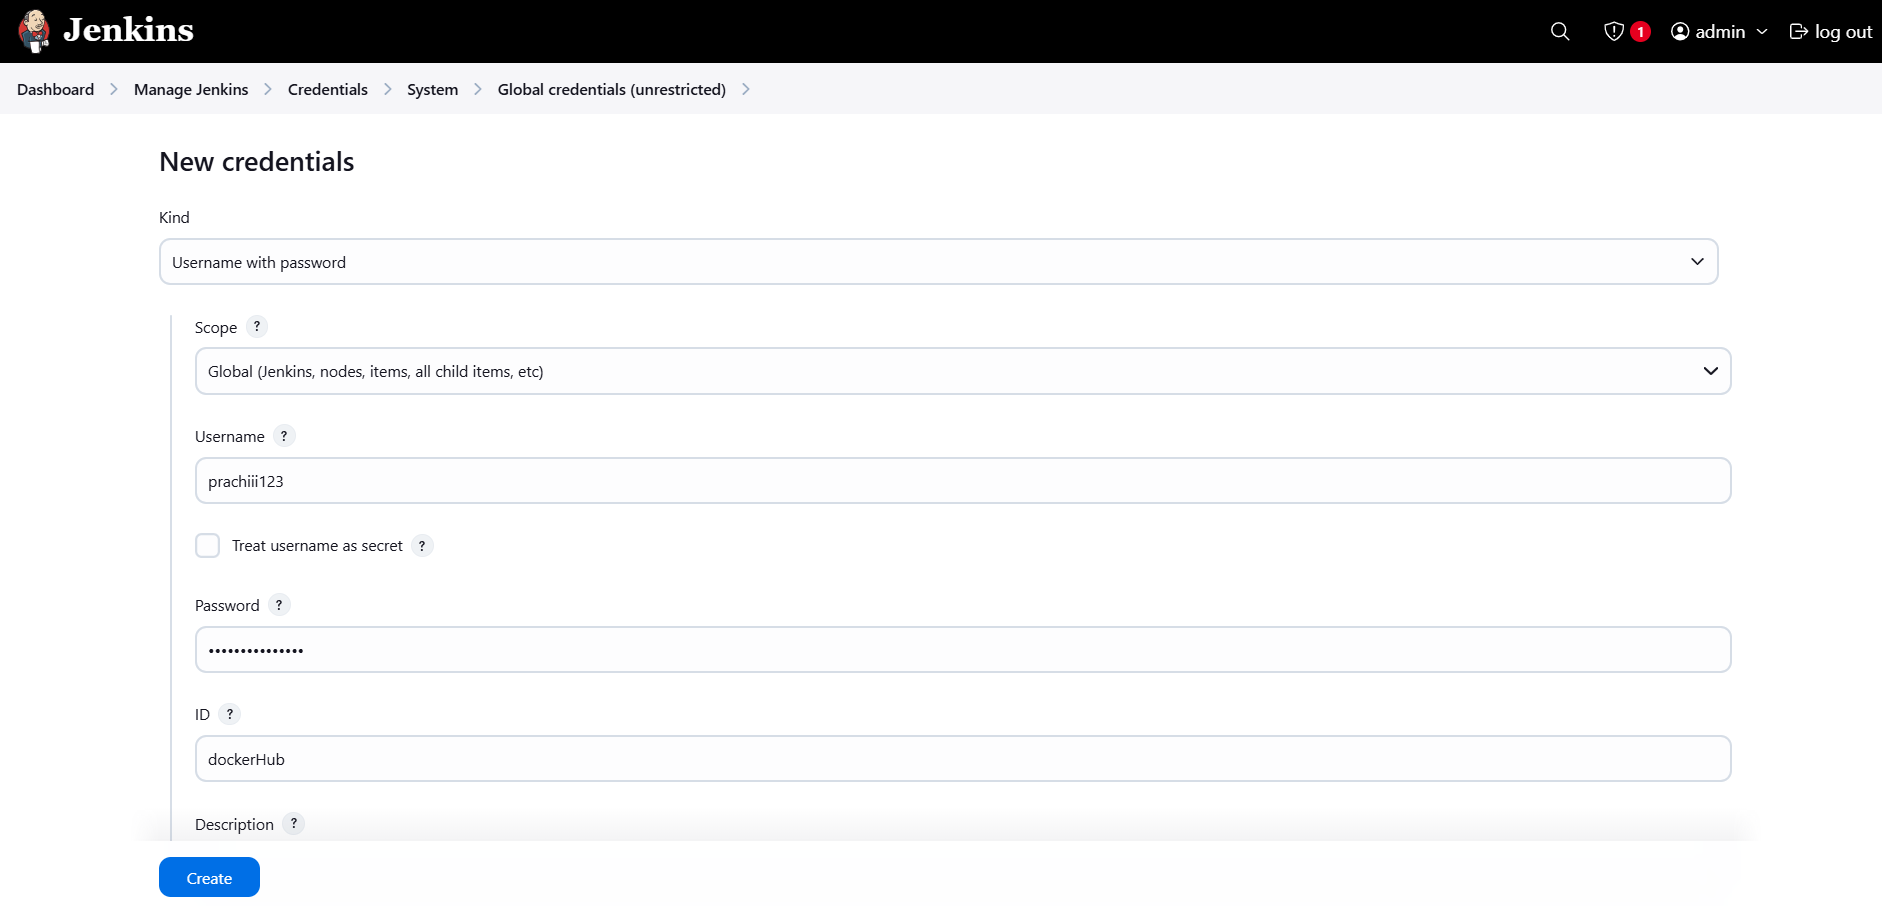 Jenkins
1
admin
log out
Dashboard
Manage Jenkins
Credentials
System
Global credentials (unrestricted)
New credentials
Kind
Username with password
Scope ?
Global (Jenkins, nodes, items, all child items, etc)
Username ?
prachiii123
Treat username as secret ?
Password ?
•••••••••••••••
ID ?
dockerHub
Description ?
Create